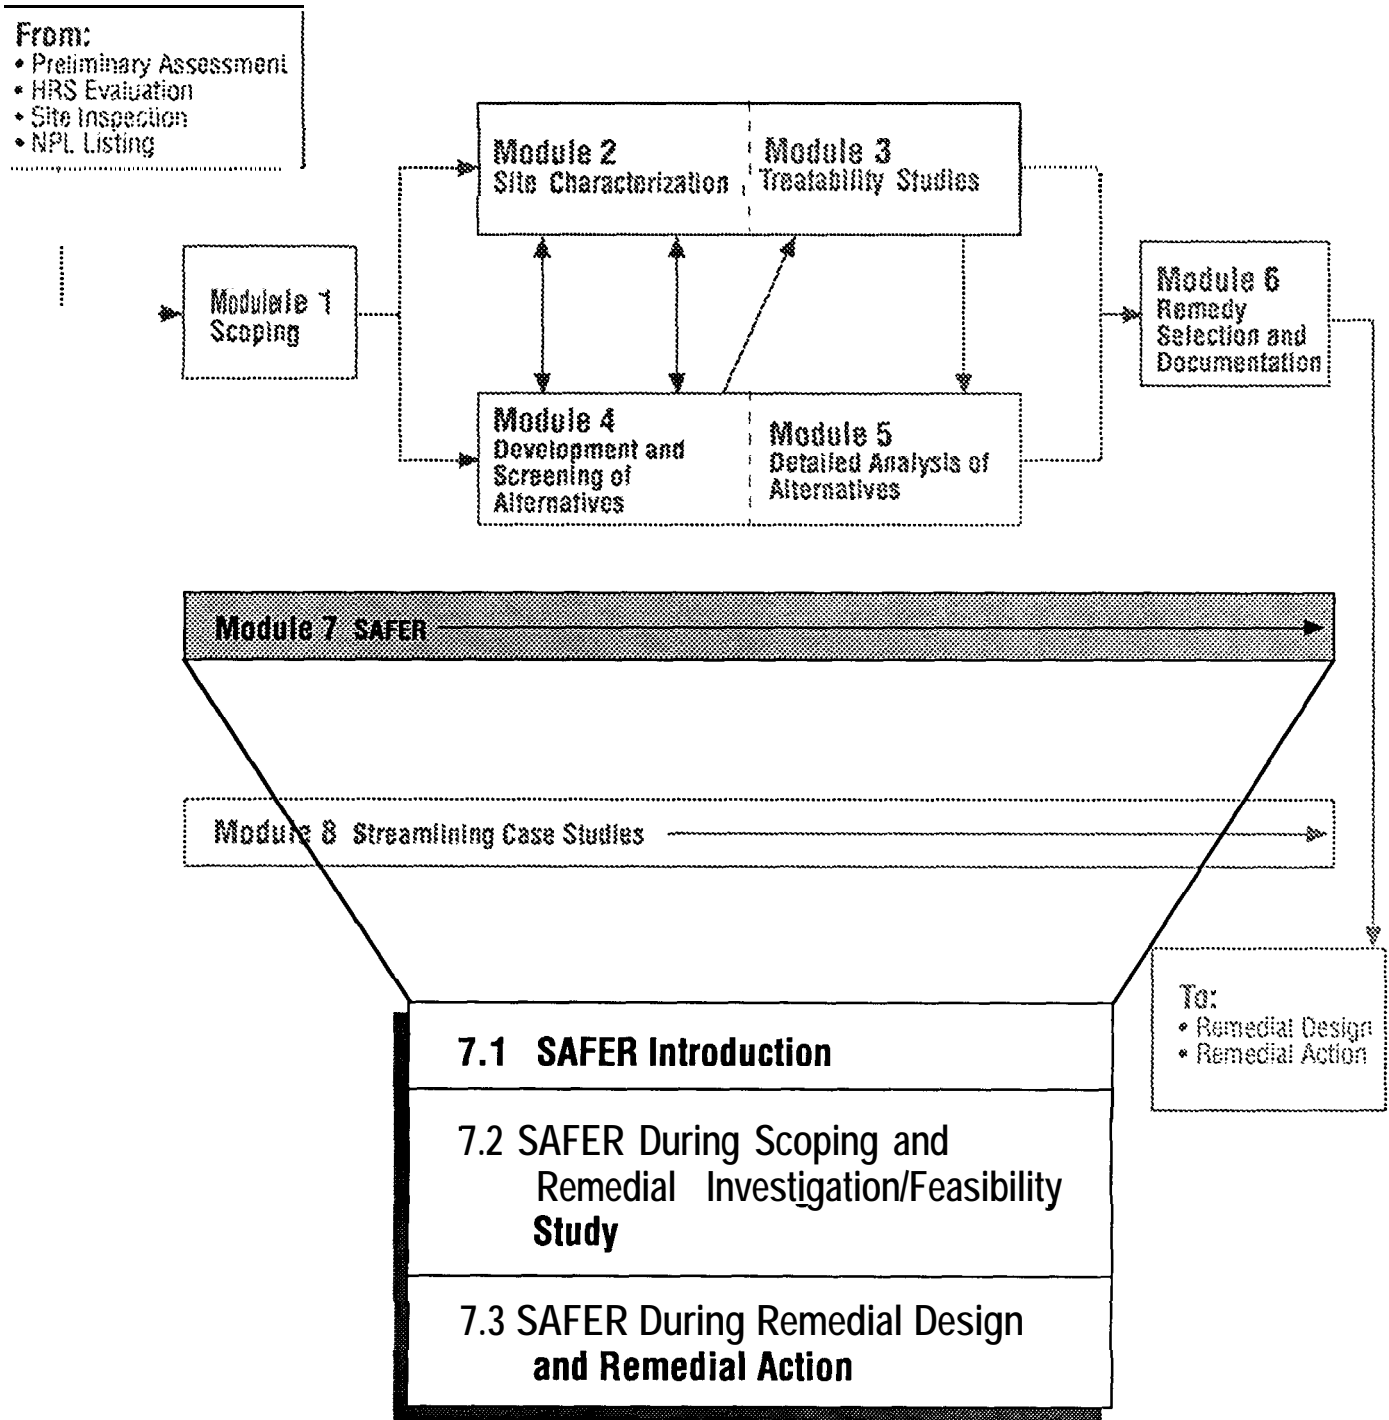 From:
• Preliminary Assessment
• HRS Evaluation
• Site Inspection
• NPL Listing
Module 2
Site Characterization
Module 3
Treatability Studies
Module 1
Scoping
Module 6
Remedy
Selection and
Documentation
Module 4
Development and
Screening of
Alternatives
Module 5
Detailed Analysis of
Alternatives
Module 7 SAFER
Module 8 Streamlining Case Studies
To:
• Remedial Design
• Remedial Action
7.1 SAFER Introduction
7.2 SAFER During Scoping and
Remedial Investigation/Feasibility
Study
7.3 SAFER During Remedial Design
and Remedial Action